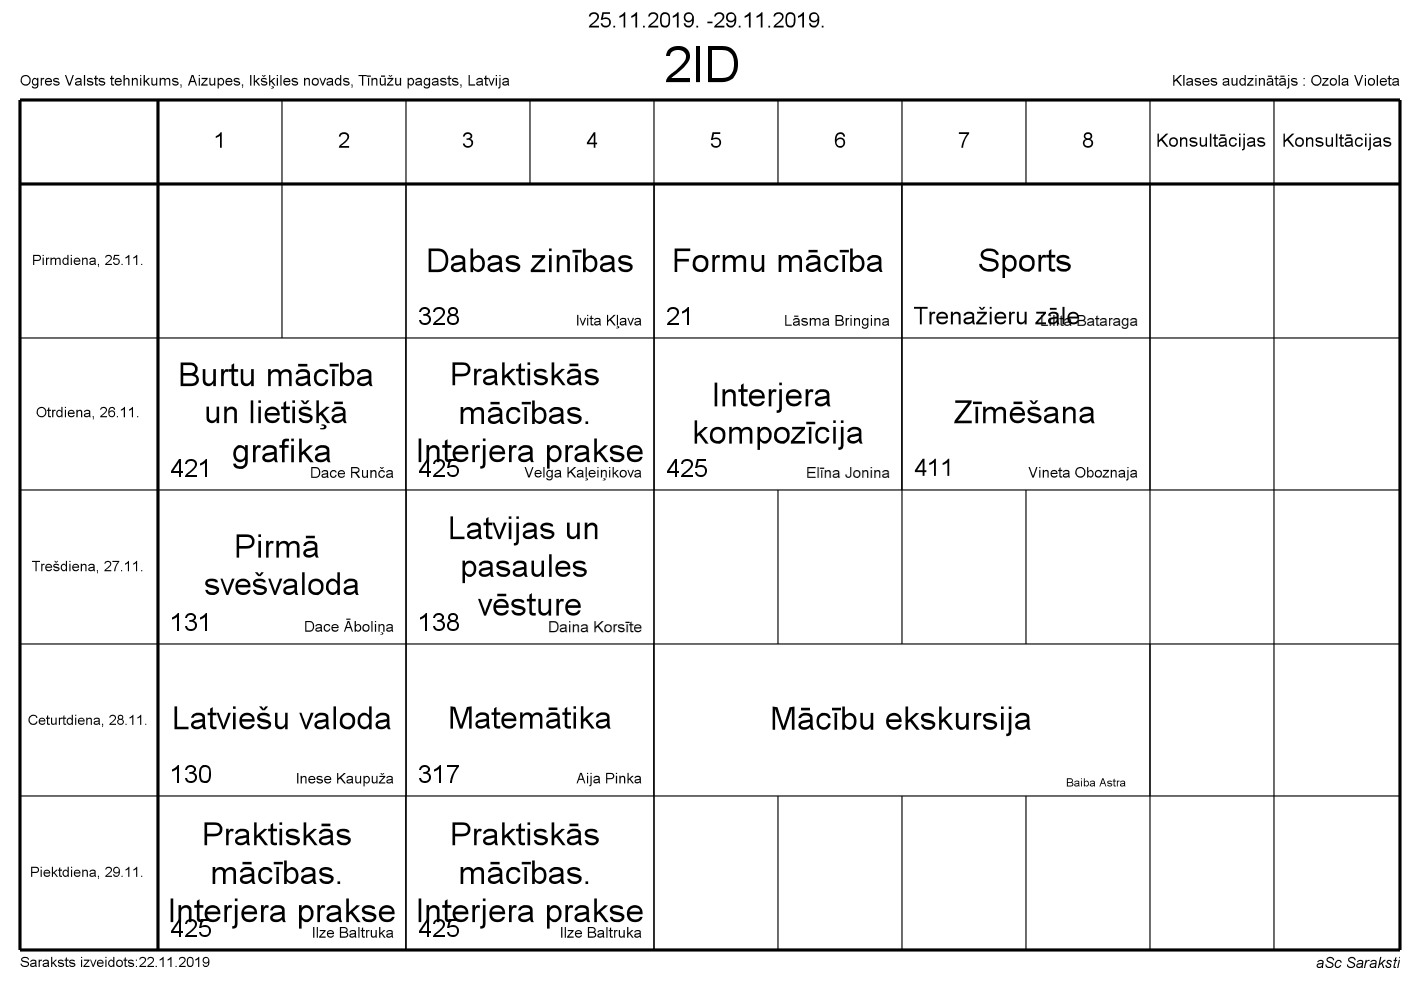 25.11.2019. -29.11.2019.
2ID
Ogres Valsts tehnikums, Aizupes, Ikšķiles novads, Tīnūžu pagasts, Latvija
Klases audzinātājs : Ozola Violeta
1 2 3 4 5 6 7 8 Konsultācijas Konsultācijas
Pirmdiena, 25.11.
Dabas zinības
328 Ivita Kļava
Formu mācība
21 Lāsma Bringina
Sports
Trenažieru zāle Lilita Bataraga
Otrdiena, 26.11.
Burtu mācība
un lietišķā
grafika
421 Dace Runča
Praktiskās
mācības.
Interjera prakse
425 Velga Kaļeiņikova
Interjera
kompozīcija
425 Elīna Jonina
Zīmēšana
411 Vineta Oboznaja
Trešdiena, 27.11.
Pirmā
svešvaloda
131 Dace Āboliņa
Latvijas un
pasaules
vēsture
138 Daina Korsīte
Ceturtdiena, 28.11.
Latviešu valoda
130 Inese Kaupuža
Matemātika
317 Aija Pinka
Mācību ekskursija
Baiba Astra
Piektdiena, 29.11.
Praktiskās
mācības.
Interjera prakse
425 Ilze Baltruka
Praktiskās
mācības.
Interjera prakse
425 Ilze Baltruka
Saraksts izveidots:22.11.2019
aSc Saraksti